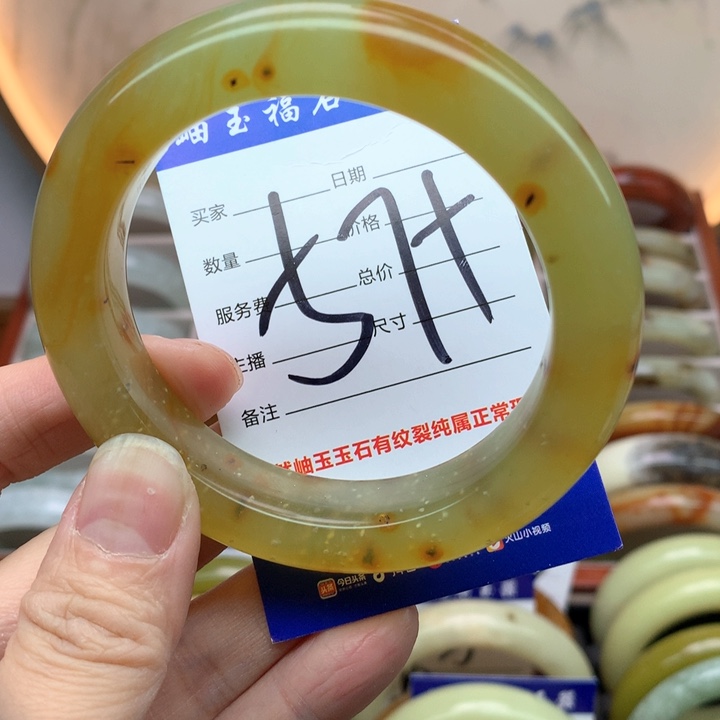 岫玉福石
日期
买家
价格
数量
总价
服务费
尺寸
主播
备注
岫玉玉石有纹裂纯属正常现
今日头条
火山小视频